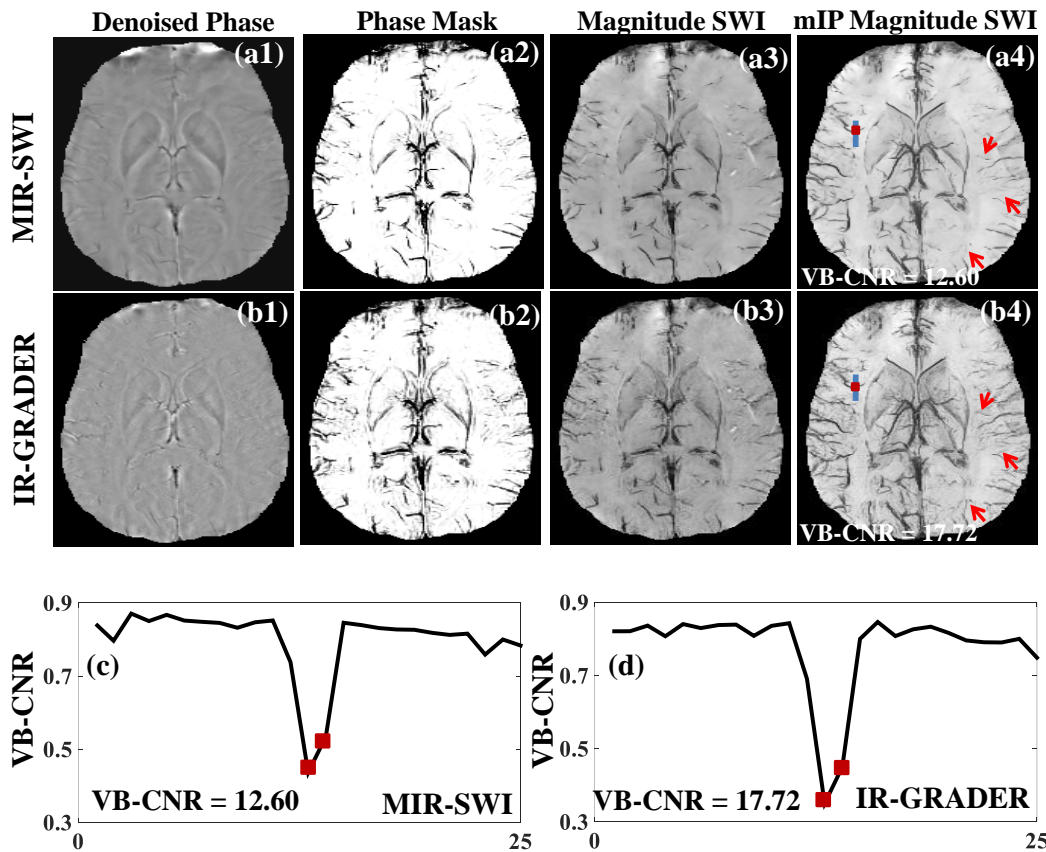 Denoised Phase
Phase Mask
Magnitude SWI
mIP Magnitude SWI
MIR-SWI
(a1)
(a2)
(a3)
(a4)
VB-CNR = 12.60
IR-GRADER
(b1)
(b2)
(b3)
(b4)
VB-CNR = 17.72
VB-CNR
0.9
0.7
0.5
0.3
(c)
VB-CNR = 12.60
MIR-SWI
0
25
VB-CNR
0.9
0.7
0.5
0.3
(d)
VB-CNR = 17.72
IR-GRADER
0
25